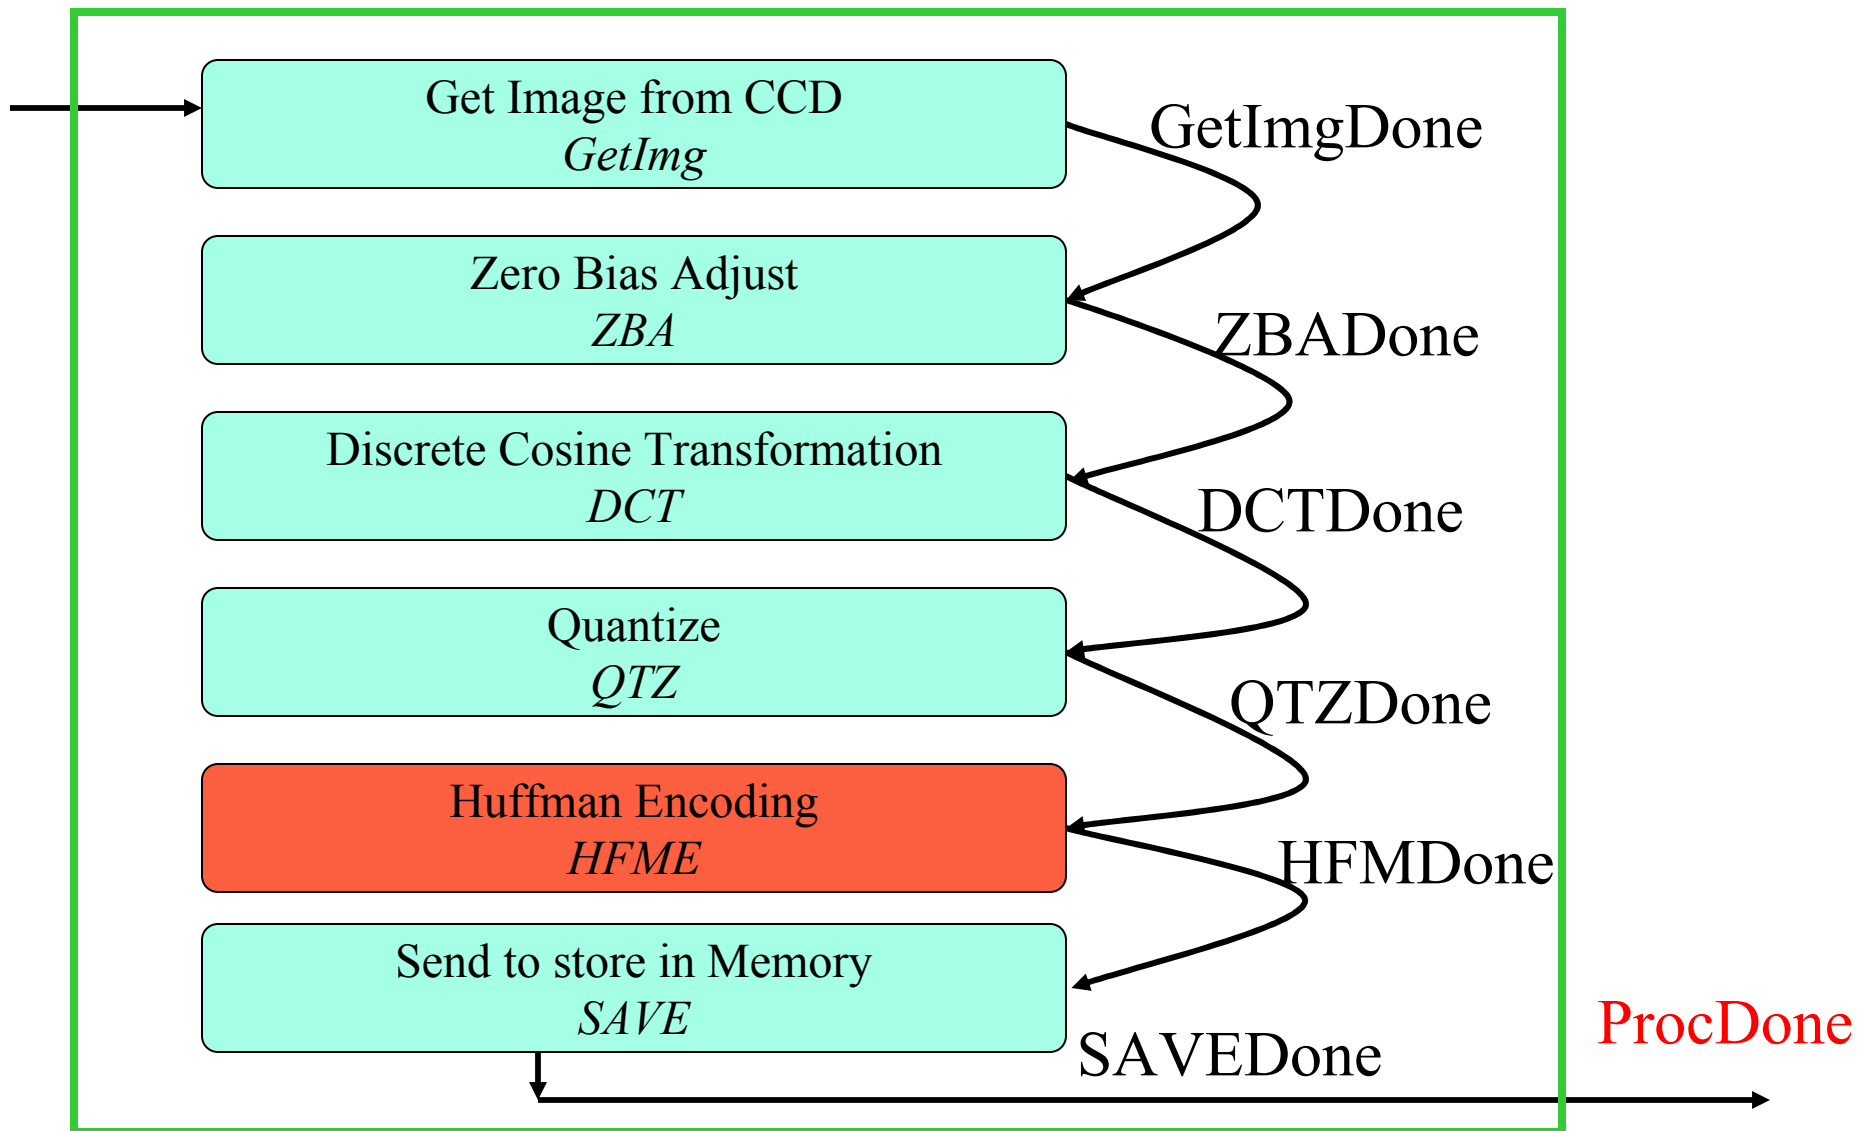 Get Image from CCD
GetImg
GetImgDone
Zero Bias Adjust
ZBA
ZBADone
Discrete Cosine Transformation
DCT
DCTDone
Quantize
QTZ
QTZDone
Huffman Encoding
HFME
HFMDone
Send to store in Memory
SAVE
SAVEDone
ProcDone